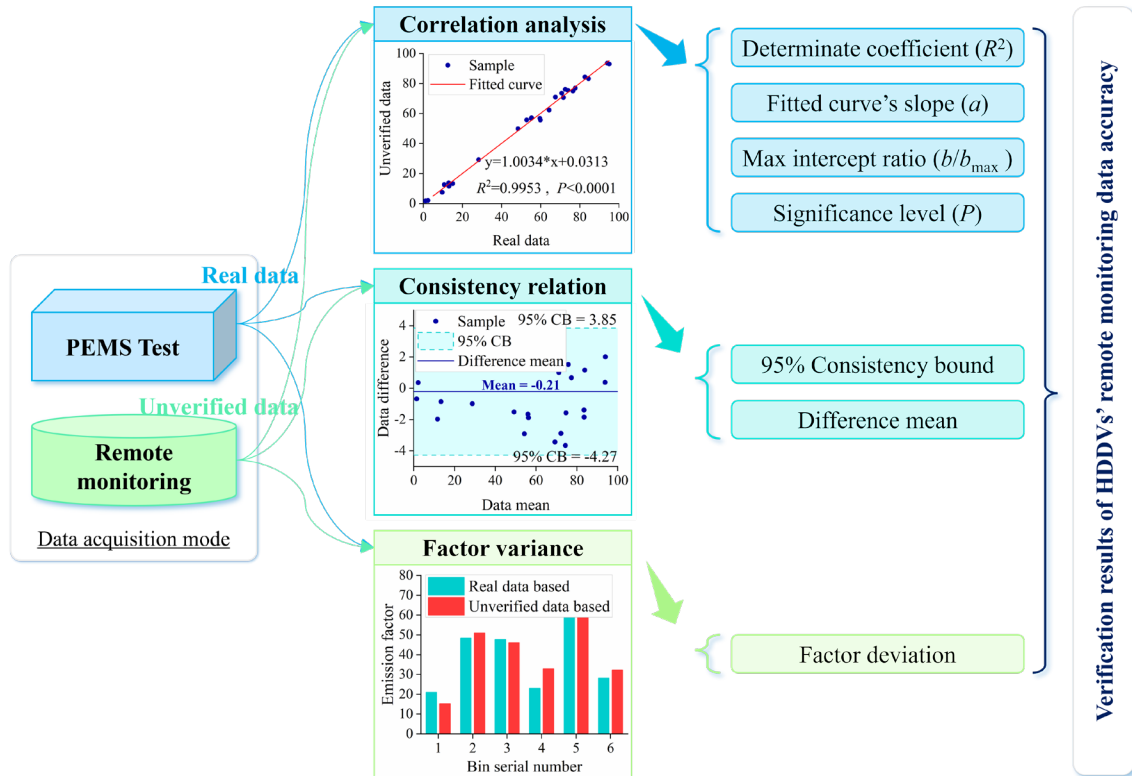 Correlation analysis
Unverified data
100
80
60
40
20
0
Sample
Fitted curve
y=1.0034*x+0.0313
R²=0.9953 , P<0.0001
0 20 40 60 80 100
Real data
Determinate coefficient (R²)
Fitted curve's slope (a)
Max intercept ratio (b/bmax )
Significance level (P)
Real data
PEMS Test
Unverified data
Remote
monitoring
Data acquisition mode
Consistency relation
Data difference
4
2
0
-2
-4
Sample
95% CB
Difference mean
95% CB = 3.85
Mean = -0.21
95% CB = -4.27
0 20 40 60 80 100
Data mean
95% Consistency bound
Difference mean
Factor variance
Emission factor
80
70
60
50
40
30
20
10
0
Real data based
Unverified data based
1 2 3 4 5 6
Bin serial number
Factor deviation
Verification results of HDDVs' remote monitoring data accuracy